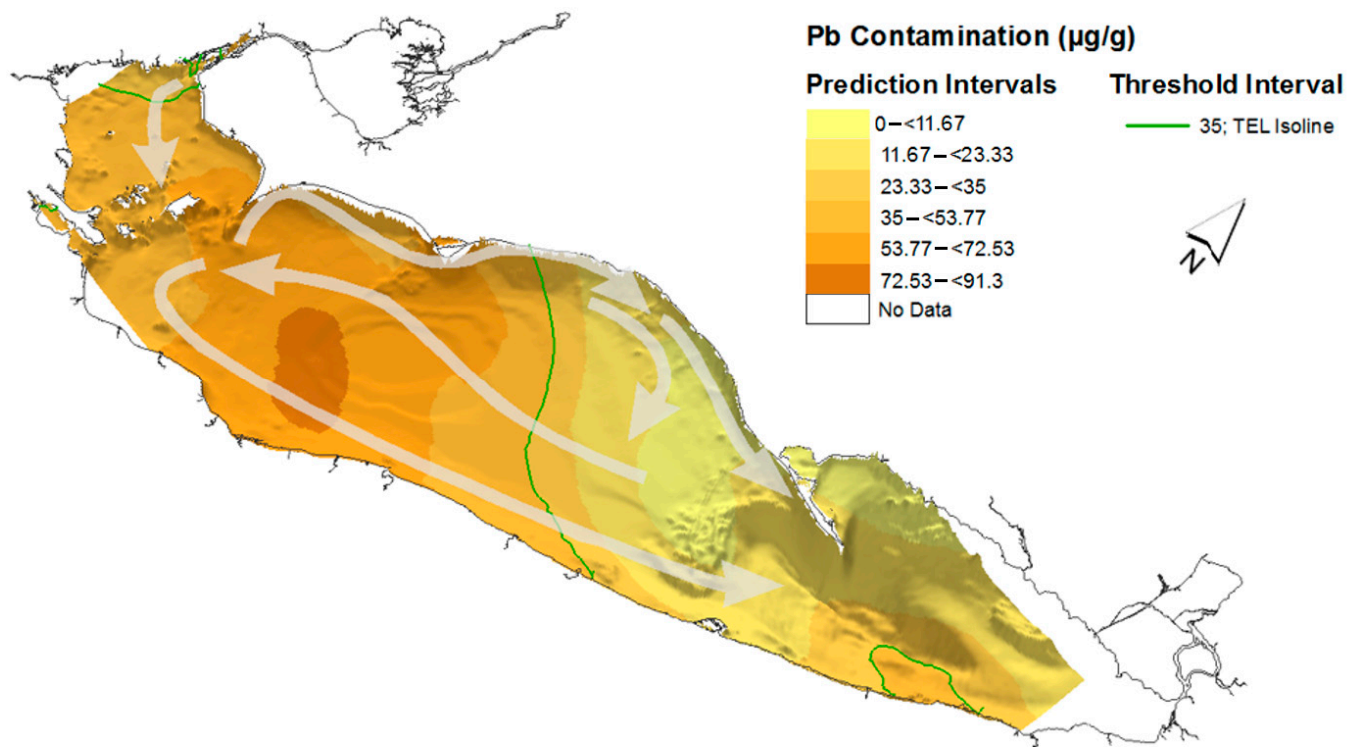 Pb Contamination (µg/g)
Prediction Intervals
0–<11.67
11.67–<23.33
23.33–<35
35–<53.77
53.77–<72.53
72.53–<91.3
No Data
Threshold Interval
35; TEL Isoline
N